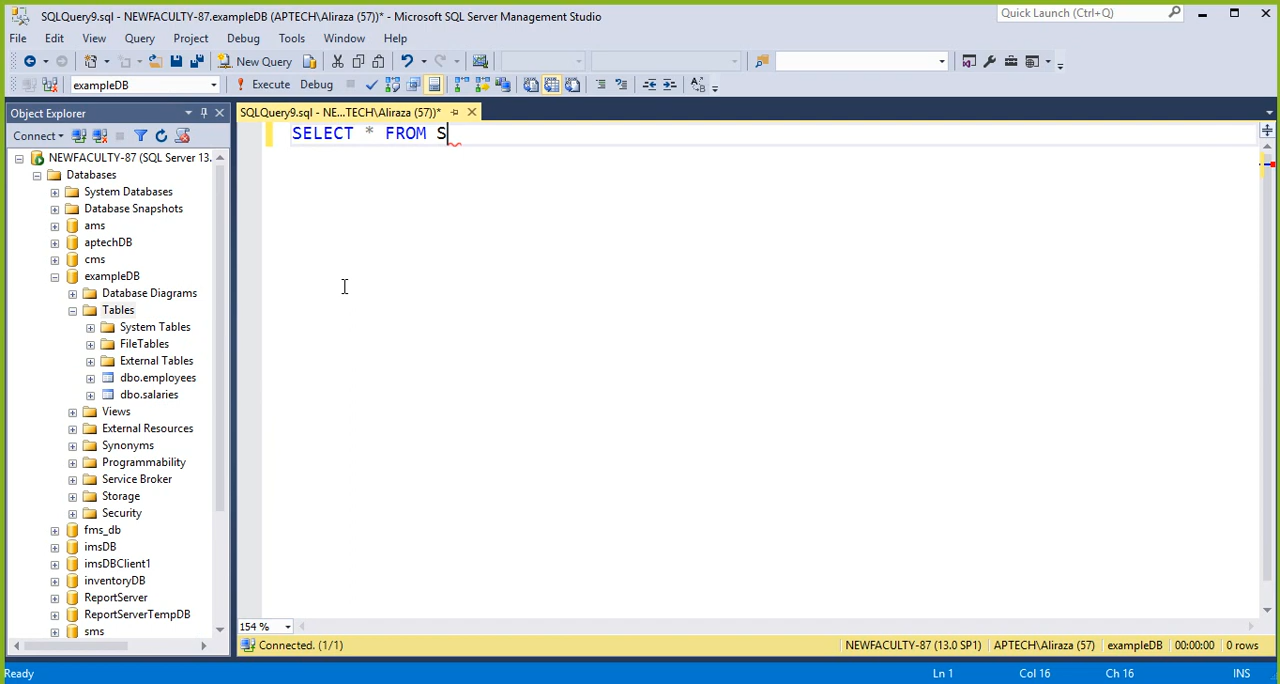 SQLQuery9.sql - NEWFACULTY-87.exampleDB (APTECH\Aliraza (57))* - Microsoft SQL Server Management Studio
Quick Launch (Ctrl+Q)
File Edit View Query Project Debug Tools Window Help
New Query
exampleDB
Execute Debug
Object Explorer
SQLQuery9.sql - NE...TECH\Aliraza (57))*
Connect
SELECT * FROM S
NEWFACULTY-87 (SQL Server 13.
Databases
System Databases
Database Snapshots
ams
aptechDB
cms
exampleDB
Database Diagrams
Tables
System Tables
FileTables
External Tables
dbo.employees
dbo.salaries
Views
External Resources
Synonyms
Programmability
Service Broker
Storage
Security
fms_db
imsDB
imsDBClient1
inventoryDB
ReportServer
ReportServerTempDB
sms
154 %
Connected. (1/1)
NEWFACULTY-87 (13.0 SP1) APTECH\Aliraza (57) exampleDB 00:00:00 0 rows
Ready
Ln 1 Col 16 Ch 16 INS